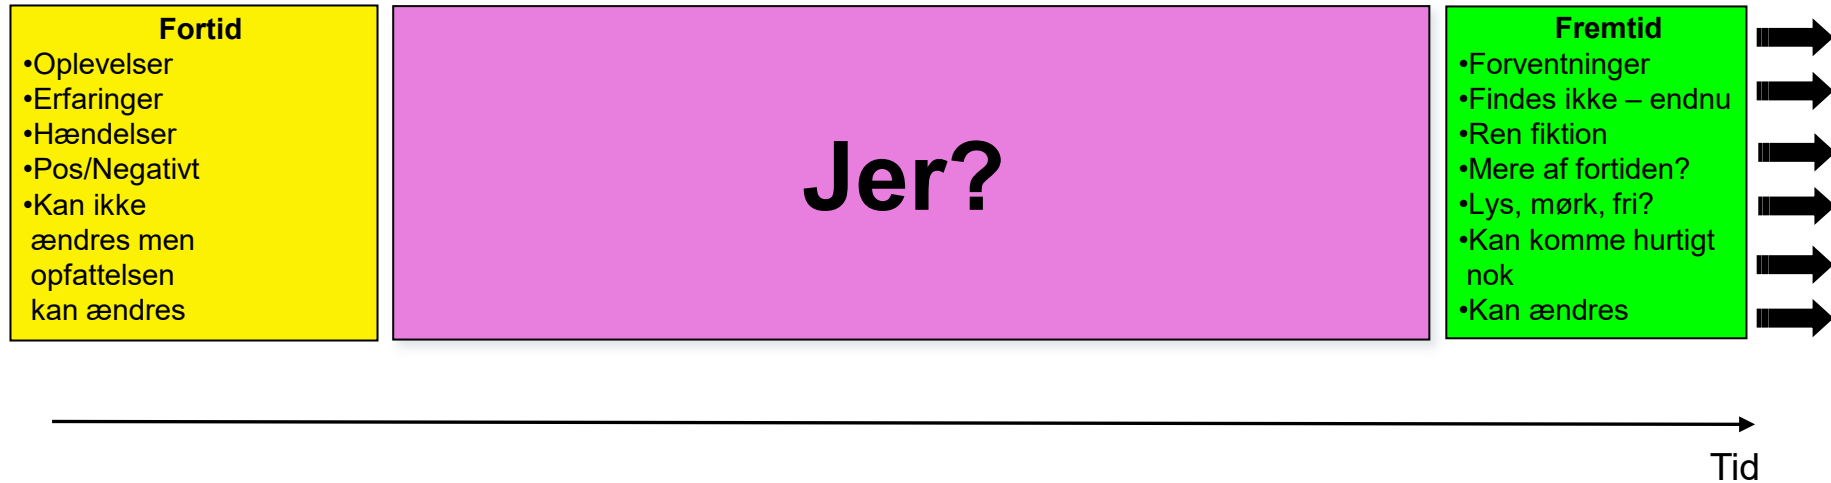 Fortid
•Oplevelser
•Erfaringer
•Hændelser
•Pos/Negativt
•Kan ikke
ændres men
opfattelsen
kan ændres
Jer?
Fremtid
•Forventninger
•Findes ikke – endnu
•Ren fiktion
•Mere af fortiden?
•Lys, mørk, fri?
•Kan komme hurtigt
nok
•Kan ændres
Tid